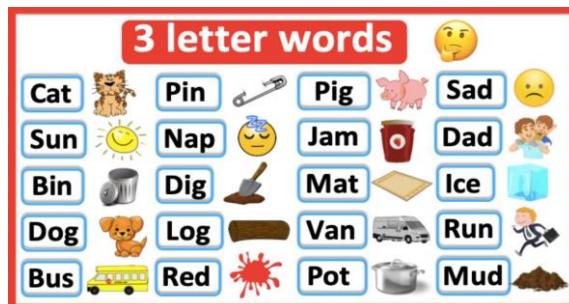 3 letter words
Cat Pin Pig Sad
Sun Nap Jam Dad
Bin Dig Mat Ice
Dog Log Van Run
Bus Red Pot Mud